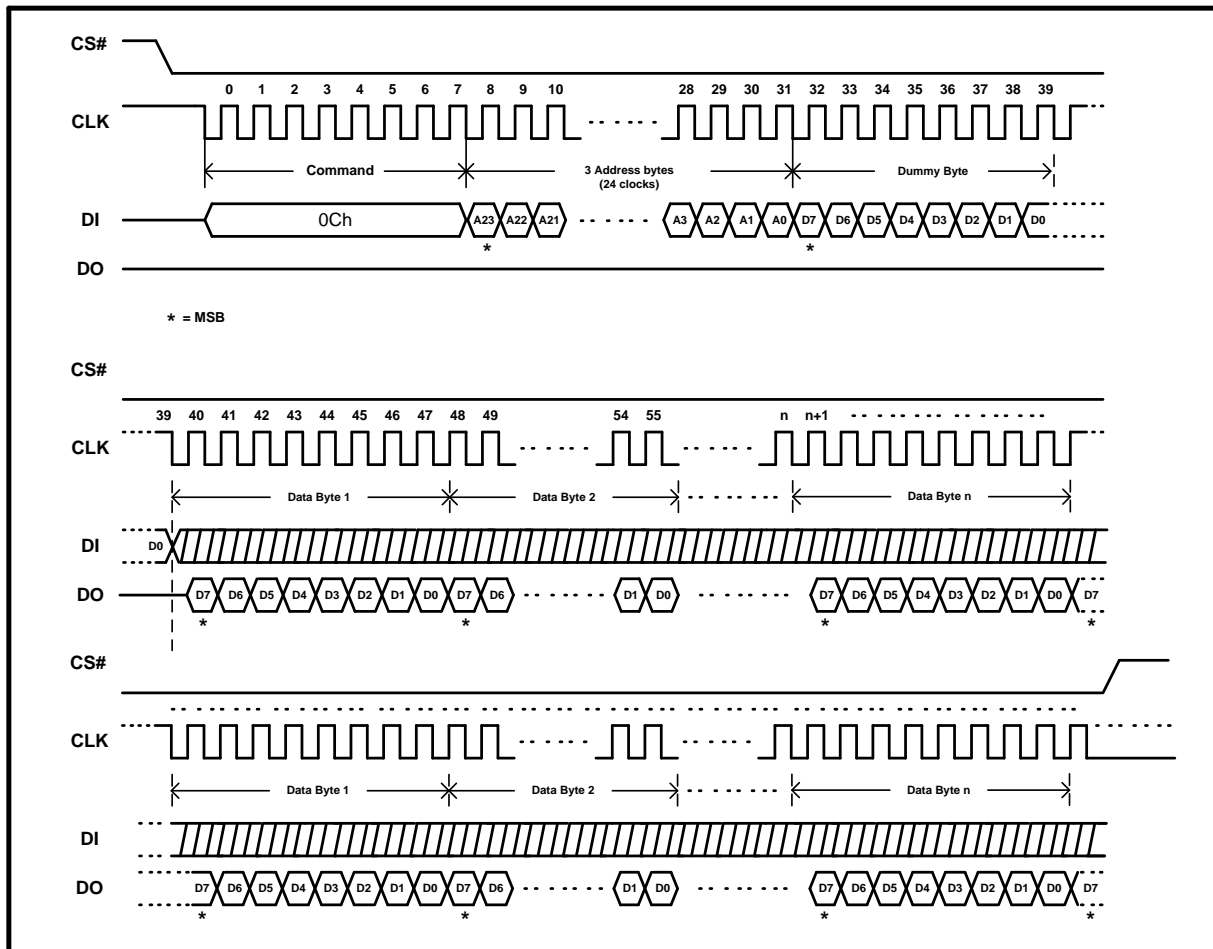 CS#
0 1 2 3 4 5 6 7 8 9 10 28 29 30 31 32 33 34 35 36 37 38 39
CLK
Command 3 Address bytes (24 clocks) Dummy Byte
DI 0Ch A23 A22 A21 A3 A2 A1 A0 D7 D6 D5 D4 D3 D2 D1 D0
* *
DO
* = MSB
CS#
39 40 41 42 43 44 45 46 47 48 49 54 55 n n+1
CLK
Data Byte 1 Data Byte 2 Data Byte n
DI D0
DO D7 D6 D5 D4 D3 D2 D1 D0 D7 D6 D1 D0 D7 D6 D5 D4 D3 D2 D1 D0 D7
* * * *
CS#
CLK
Data Byte 1 Data Byte 2 Data Byte n
DI
DO D7 D6 D5 D4 D3 D2 D1 D0 D7 D6 D1 D0 D7 D6 D5 D4 D3 D2 D1 D0 D7
* * * *